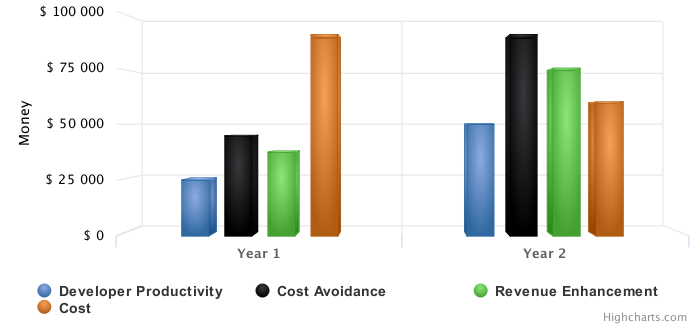 $ 100 000
$ 75 000
$ 50 000
$ 25 000
$ 0
Money
Year 1
Year 2
Developer Productivity
Cost Avoidance
Revenue Enhancement
Cost
Highcharts.com